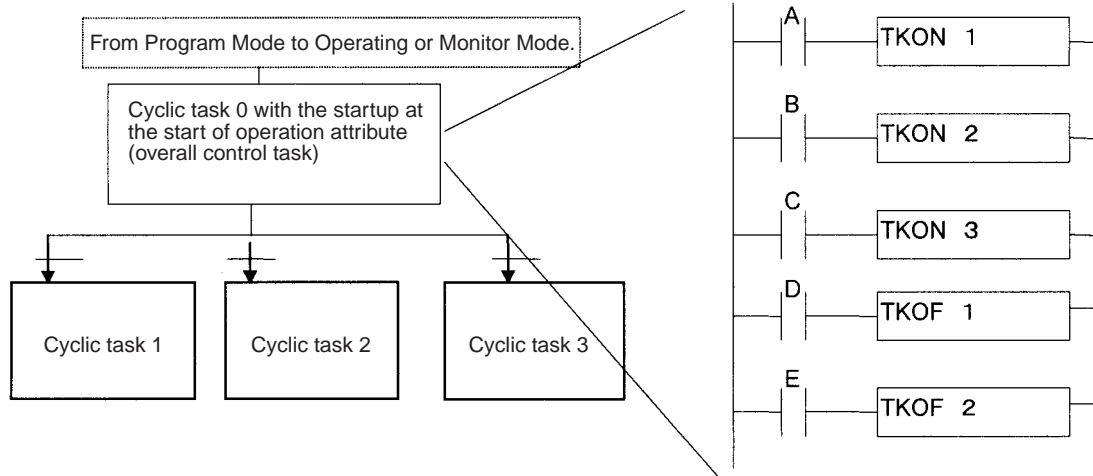 From Program Mode to Operating or Monitor Mode.
Cyclic task 0 with the startup at
the start of operation attribute
(overall control task)
Cyclic task 1
Cyclic task 2
Cyclic task 3
A
TKON 1
B
TKON 2
C
TKON 3
D
TKOF 1
E
TKOF 2